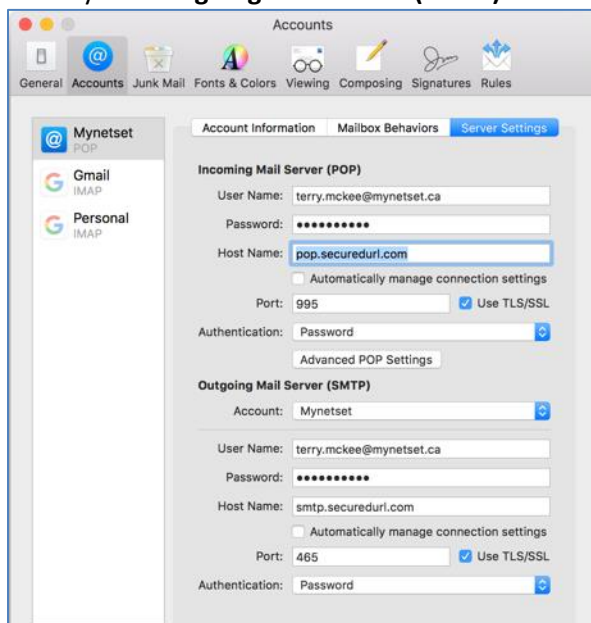 Accounts
General Accounts Junk Mail Fonts & Colors Viewing Composing Signatures Rules
Mynetset
POP
Gmail
IMAP
Personal
IMAP
Account Information Mailbox Behaviors Server Settings
Incoming Mail Server (POP)
User Name: terry.mckee@mynetset.ca
Password: ••••••••••
Host Name: pop.securedurl.com
Automatically manage connection settings
Port: 995 Use TLS/SSL
Authentication: Password
Advanced POP Settings
Outgoing Mail Server (SMTP)
Account: Mynetset
User Name: terry.mckee@mynetset.ca
Password: ••••••••••
Host Name: smtp.securedurl.com
Automatically manage connection settings
Port: 465 Use TLS/SSL
Authentication: Password